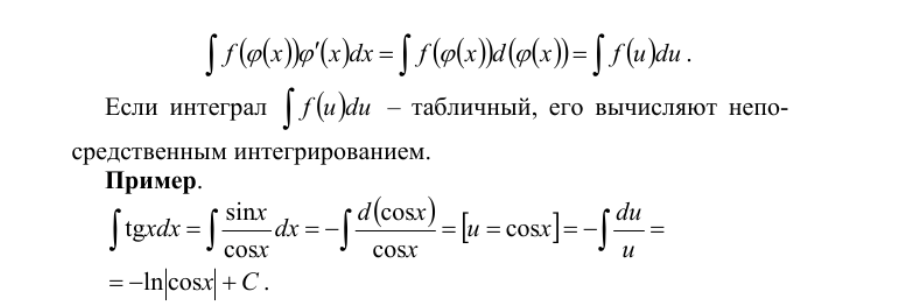 ∫ f(φ(x))φ′(x)dx = ∫ f(φ(x))d(φ(x)) = ∫ f(u)du .
Если интеграл ∫ f(u)du – табличный, его вычисляют непо-
средственным интегрированием.
Пример.
∫ tgxdx = ∫ sinx/cosx dx = −∫ d(cosx)/cosx = [u = cosx] = −∫ du/u =
= −ln|cosx| + C .